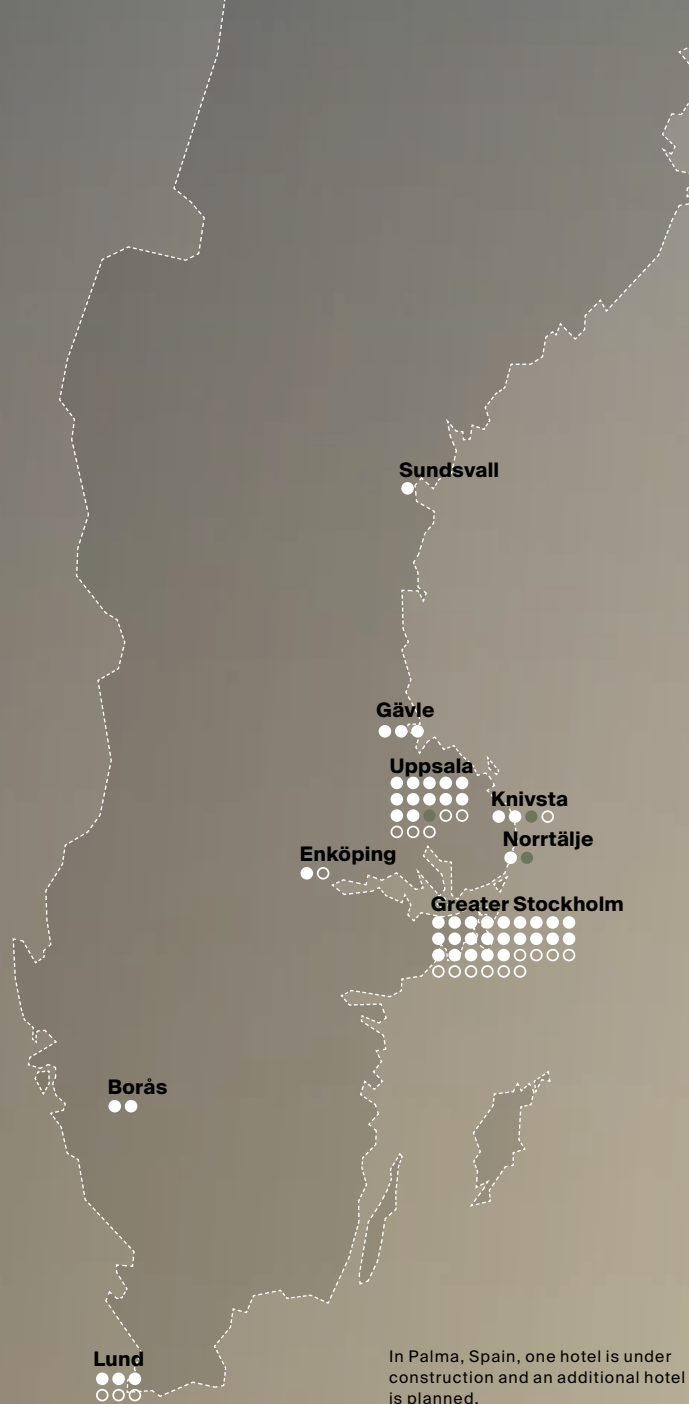 Sundsvall
Gävle
Uppsala
Knivsta
Norrtälje
Enköping
Greater Stockholm
Borås
Lund
In Palma, Spain, one hotel is under
construction and an additional hotel
is planned.